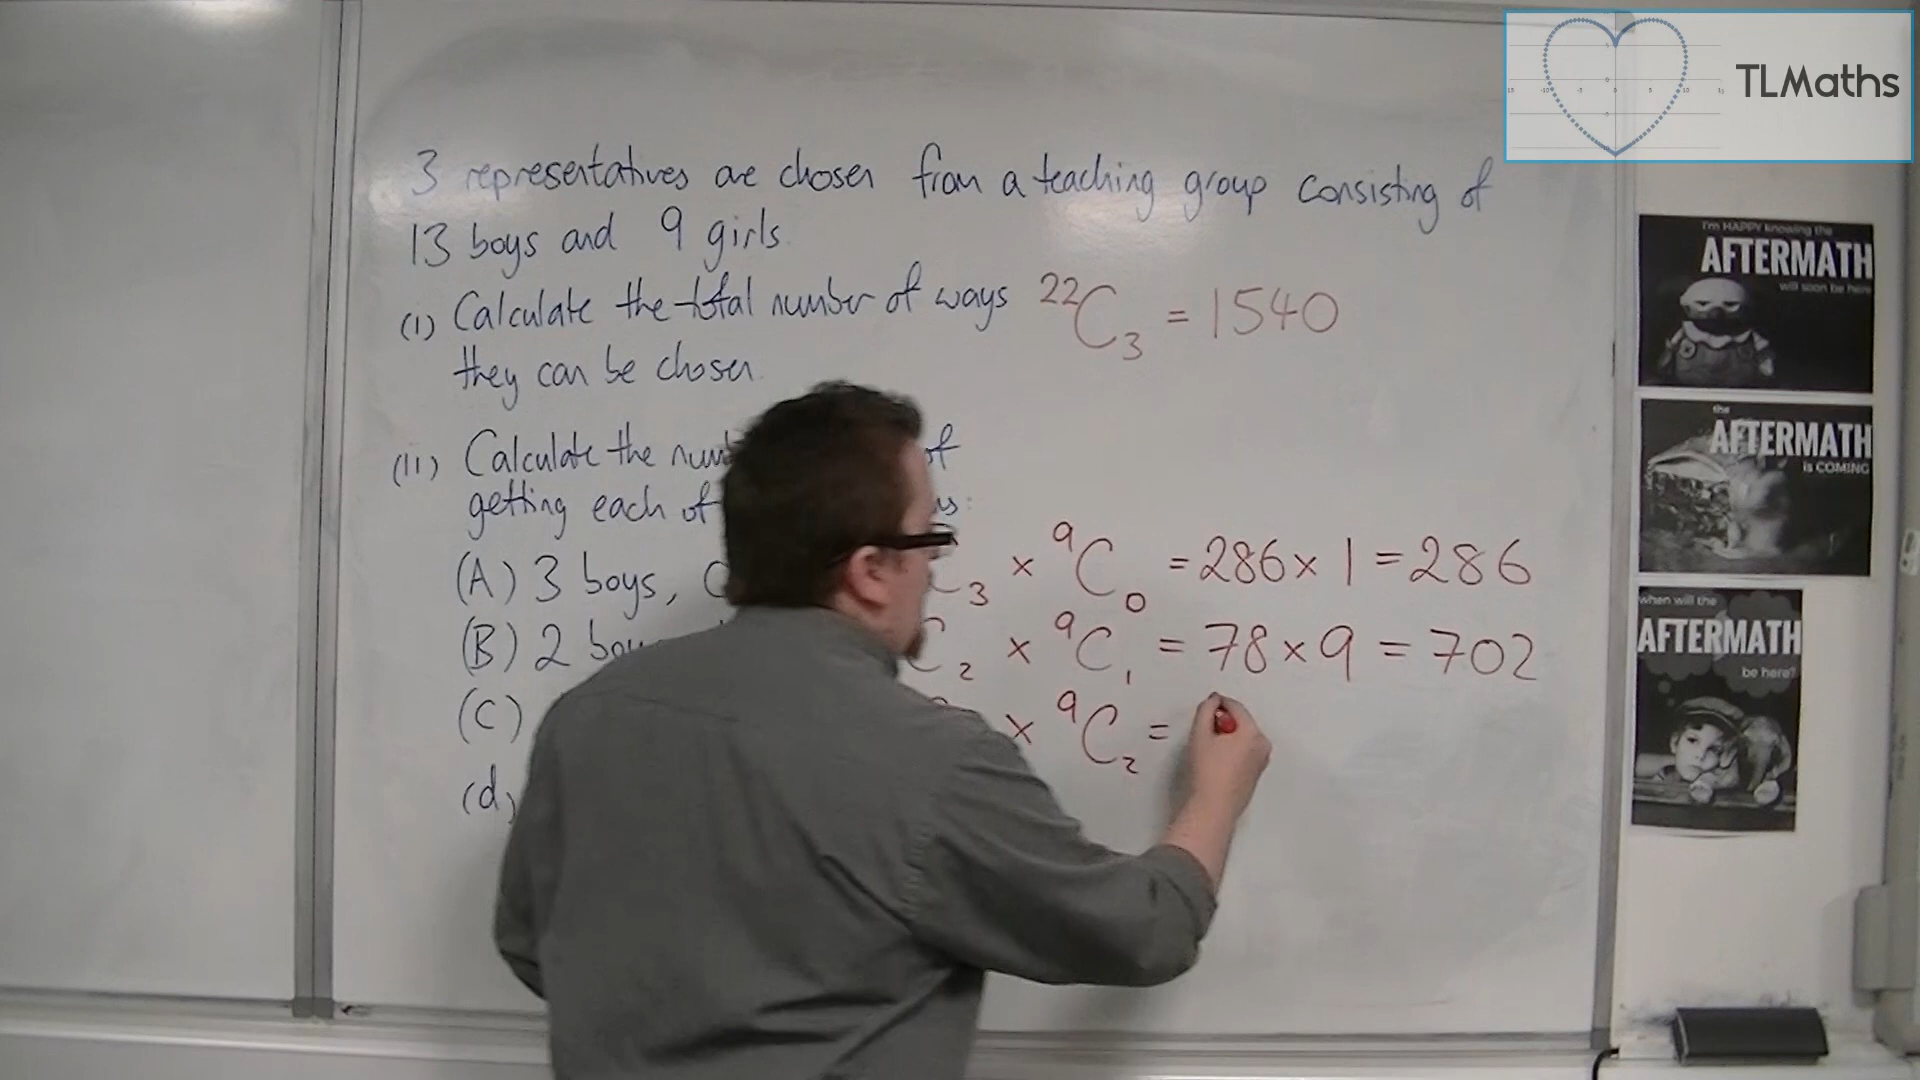 TLMaths
3 representatives are chosen from a teaching group consisting of
13 boys and 9 girls.
(i) Calculate the total number of ways
they can be chosen.
²²C₃ = 1540
(ii) Calculate the of
getting each of
(A) 3 boys, C₃ × ⁹C₀ = 286 × 1 = 286
(B) 2 C₂ × ⁹C₁ = 78 × 9 = 702
(C) × ⁹C₂ =
(d)
I'm HAPPY knowing the
AFTERMATH
will soon be here
the
AFTERMATH
is COMING
when will the
AFTERMATH
be here?